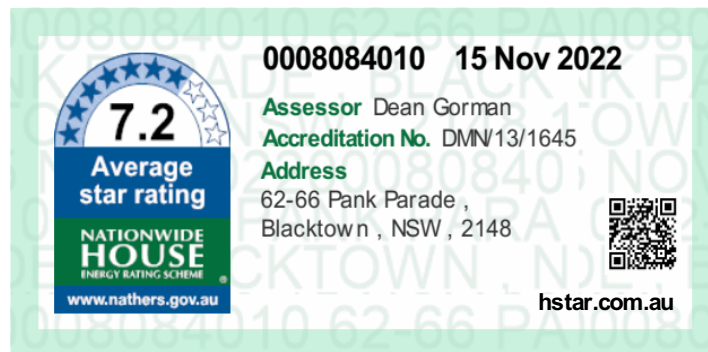 0008084010 15 Nov 2022
7.2
Average
star rating
NATIONWIDE
HOUSE
ENERGY RATING SCHEME ®
www.nathers.gov.au
Assessor Dean Gorman
Accreditation No. DMN/13/1645
Address
62-66 Pank Parade ,
Blacktown , NSW , 2148
hstar.com.au